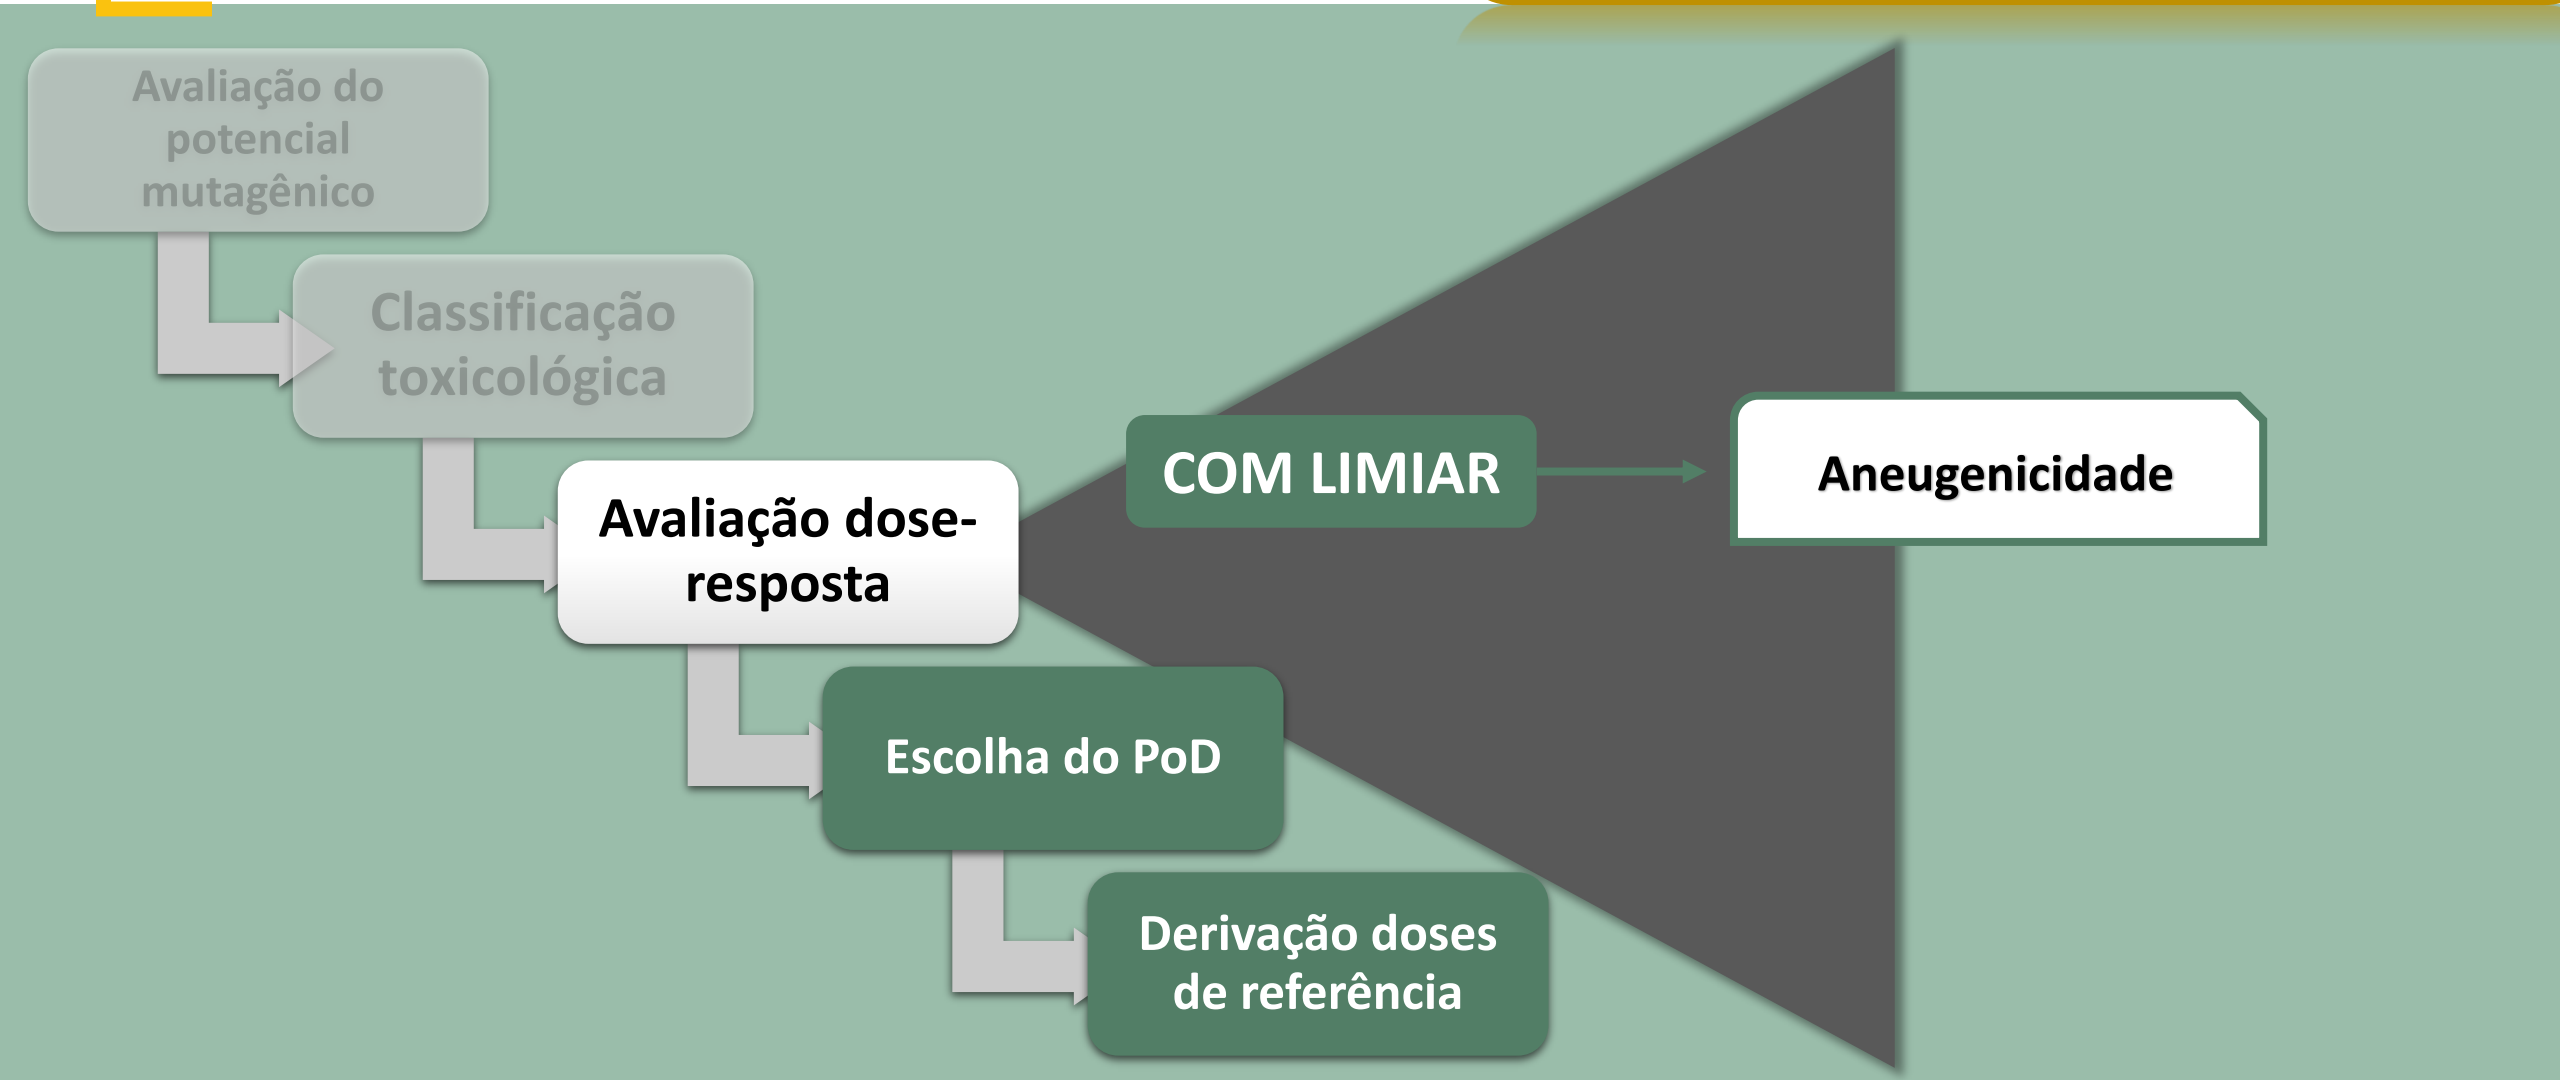 Avaliação do
potencial
mutagênico
Classificação
toxicológica
Avaliação dose-
resposta
COM LIMIAR
Aneugenicidade
Escolha do PoD
Derivação doses
de referência